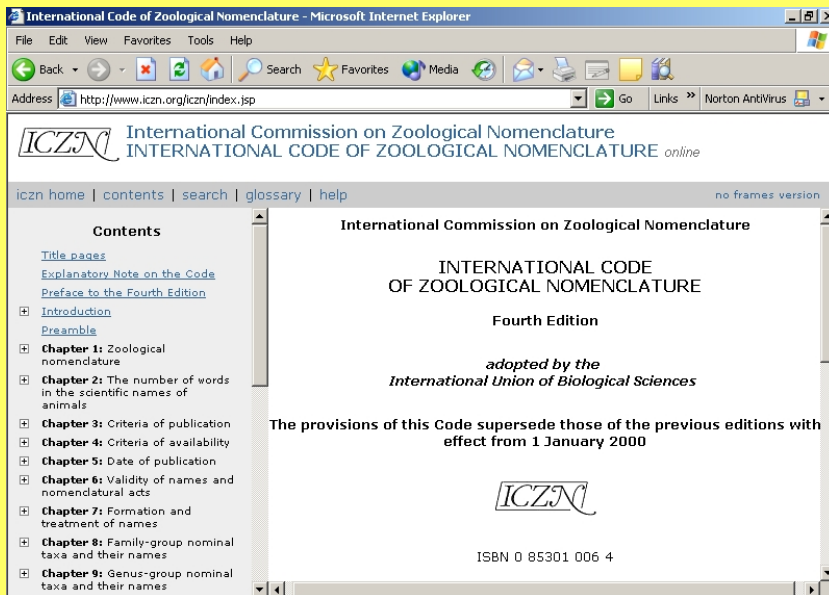 International Code of Zoological Nomenclature - Microsoft Internet Explorer
File Edit View Favorites Tools Help
Back Search Favorites Media
Address http://www.iczn.org/iczn/index.jsp Go Links » Norton AntiVirus
ICZN International Commission on Zoological Nomenclature
INTERNATIONAL CODE OF ZOOLOGICAL NOMENCLATURE online
iczn home | contents | search | glossary | help no frames version
Contents
Title pages
Explanatory Note on the Code
Preface to the Fourth Edition
Introduction
Preamble
Chapter 1: Zoological
nomenclature
Chapter 2: The number of words
in the scientific names of
animals
Chapter 3: Criteria of publication
Chapter 4: Criteria of availability
Chapter 5: Date of publication
Chapter 6: Validity of names and
nomenclatural acts
Chapter 7: Formation and
treatment of names
Chapter 8: Family-group nominal
taxa and their names
Chapter 9: Genus-group nominal
taxa and their names
International Commission on Zoological Nomenclature
INTERNATIONAL CODE
OF ZOOLOGICAL NOMENCLATURE
Fourth Edition
adopted by the
International Union of Biological Sciences
The provisions of this Code supersede those of the previous editions with
effect from 1 January 2000
ICZN
ISBN 0 85301 006 4